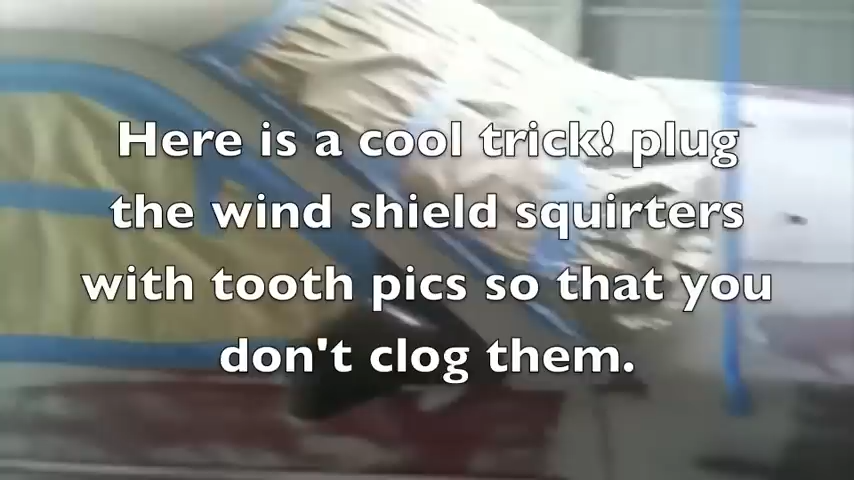 Here is a cool trick! plug
the wind shield squirters
with tooth pics so that you
don't clog them.